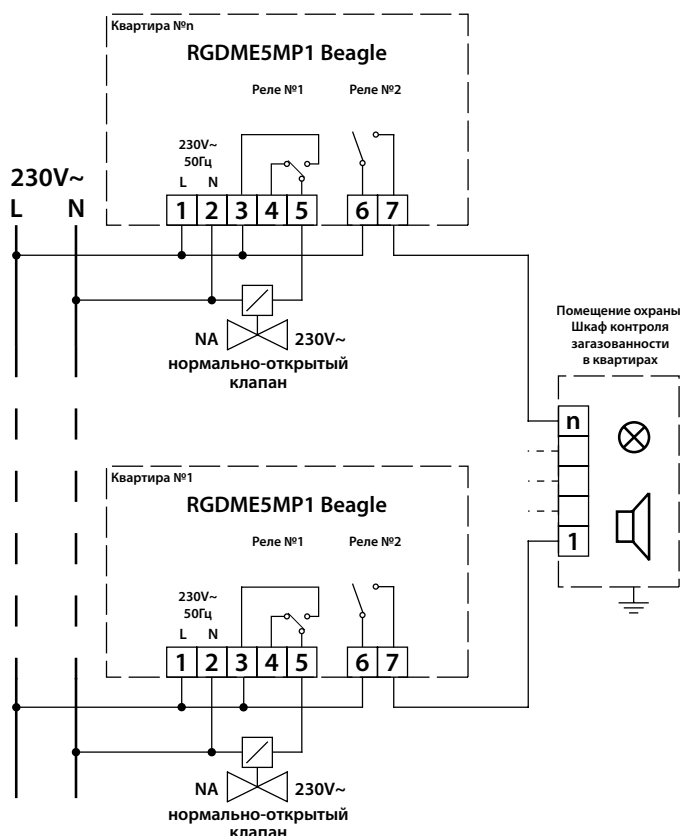 Квартира №n
RGDME5MP1 Beagle
Реле №1 Реле №2
230V~
50Гц
L N
1 2 3 4 5 6 7
230V~
L N
NA 230V~
нормально-открытый
клапан
Помещение охраны
Шкаф контроля
загазованности
в квартирах
n
1
Квартира №1
RGDME5MP1 Beagle
Реле №1 Реле №2
230V~
50Гц
L N
1 2 3 4 5 6 7
NA 230V~
нормально-открытый
клапан